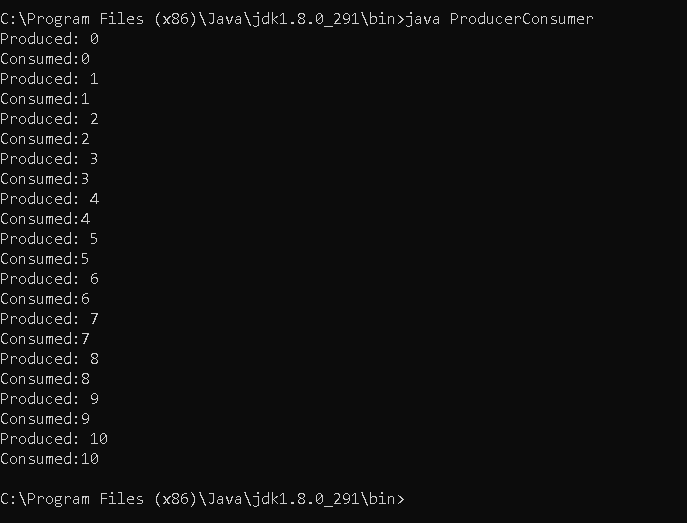 C:\Program Files (x86)\Java\jdk1.8.0_291\bin>java ProducerConsumer
Produced: 0
Consumed:0
Produced: 1
Consumed:1
Produced: 2
Consumed:2
Produced: 3
Consumed:3
Produced: 4
Consumed:4
Produced: 5
Consumed:5
Produced: 6
Consumed:6
Produced: 7
Consumed:7
Produced: 8
Consumed:8
Produced: 9
Consumed:9
Produced: 10
Consumed:10
C:\Program Files (x86)\Java\jdk1.8.0_291\bin>